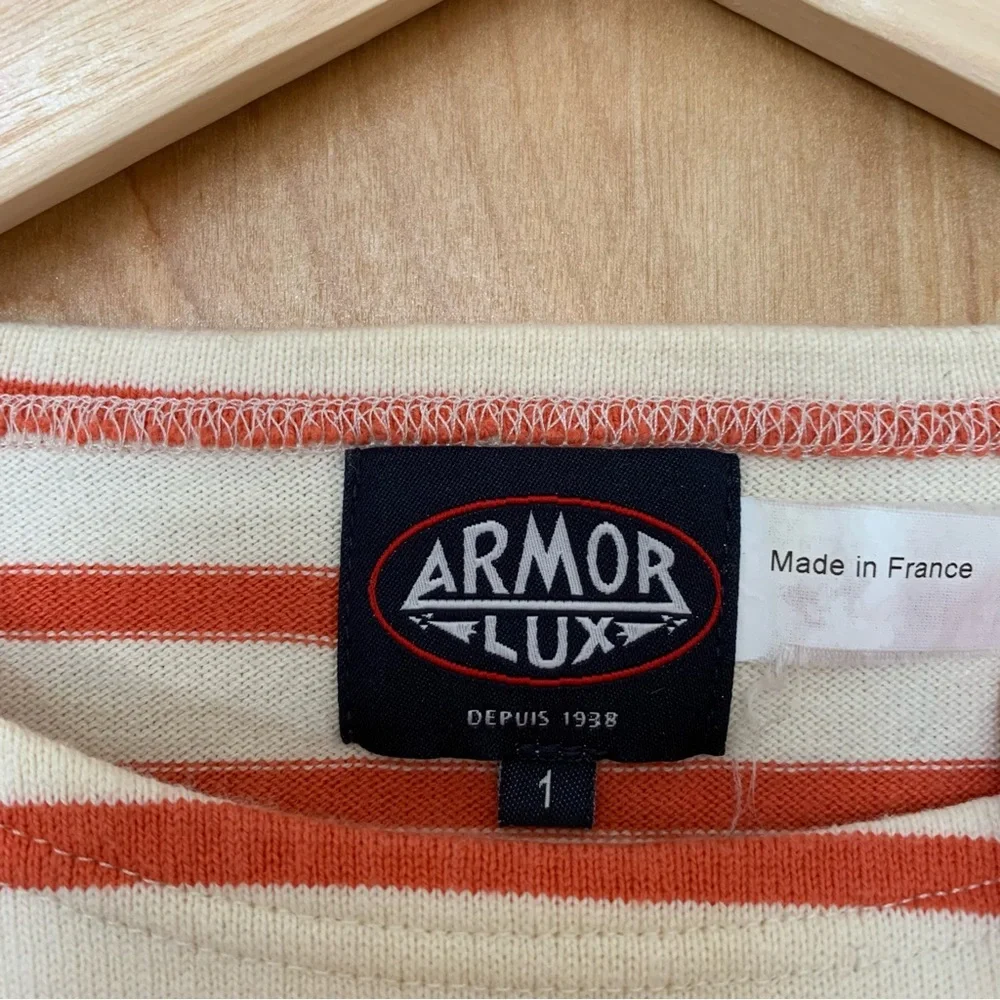 ARMOR
LUX
DEPUIS 1938
1
Made in France